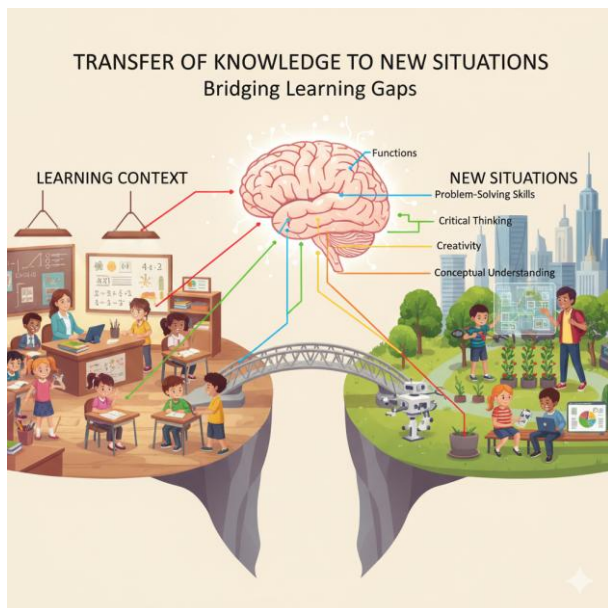 TRANSFER OF KNOWLEDGE TO NEW SITUATIONS
Bridging Learning Gaps
Functions
LEARNING CONTEXT
NEW SITUATIONS
Problem-Solving Skills
Critical Thinking
Creativity
Conceptual Understanding